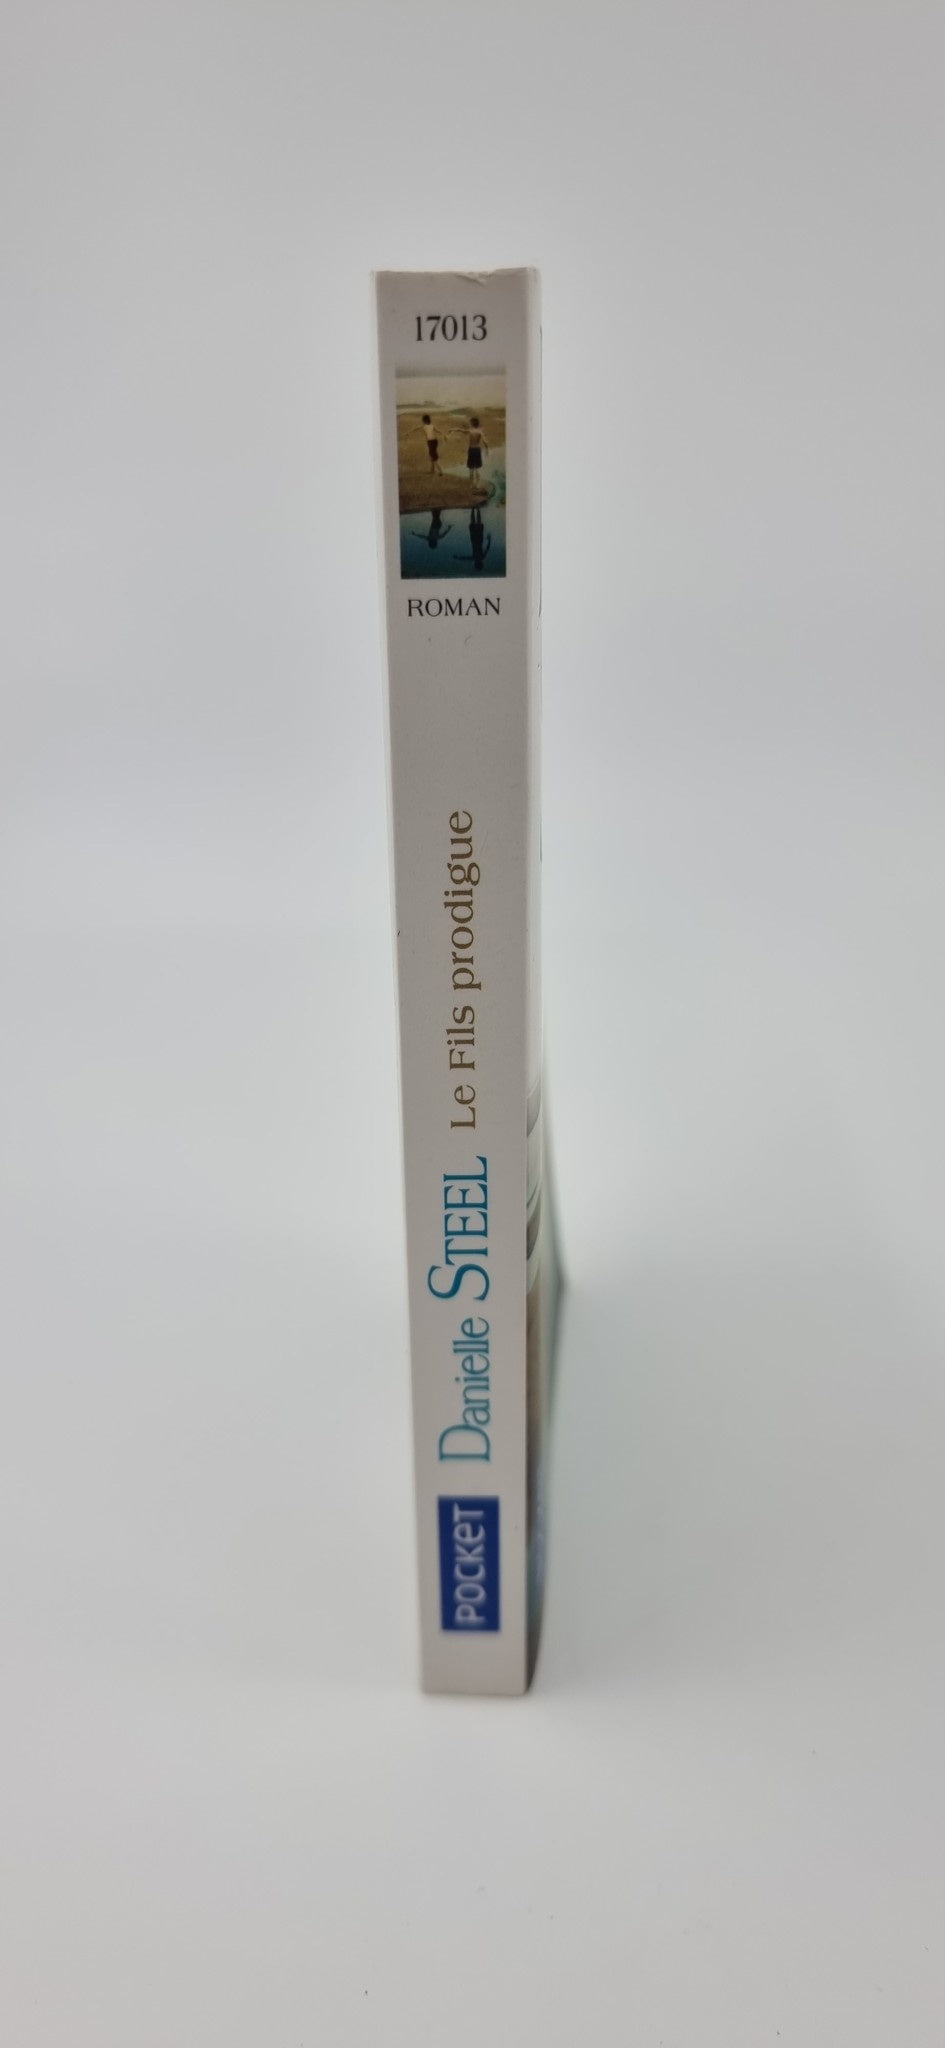 17013
ROMAN
POCKET Danielle STEEL Le Fils prodigue